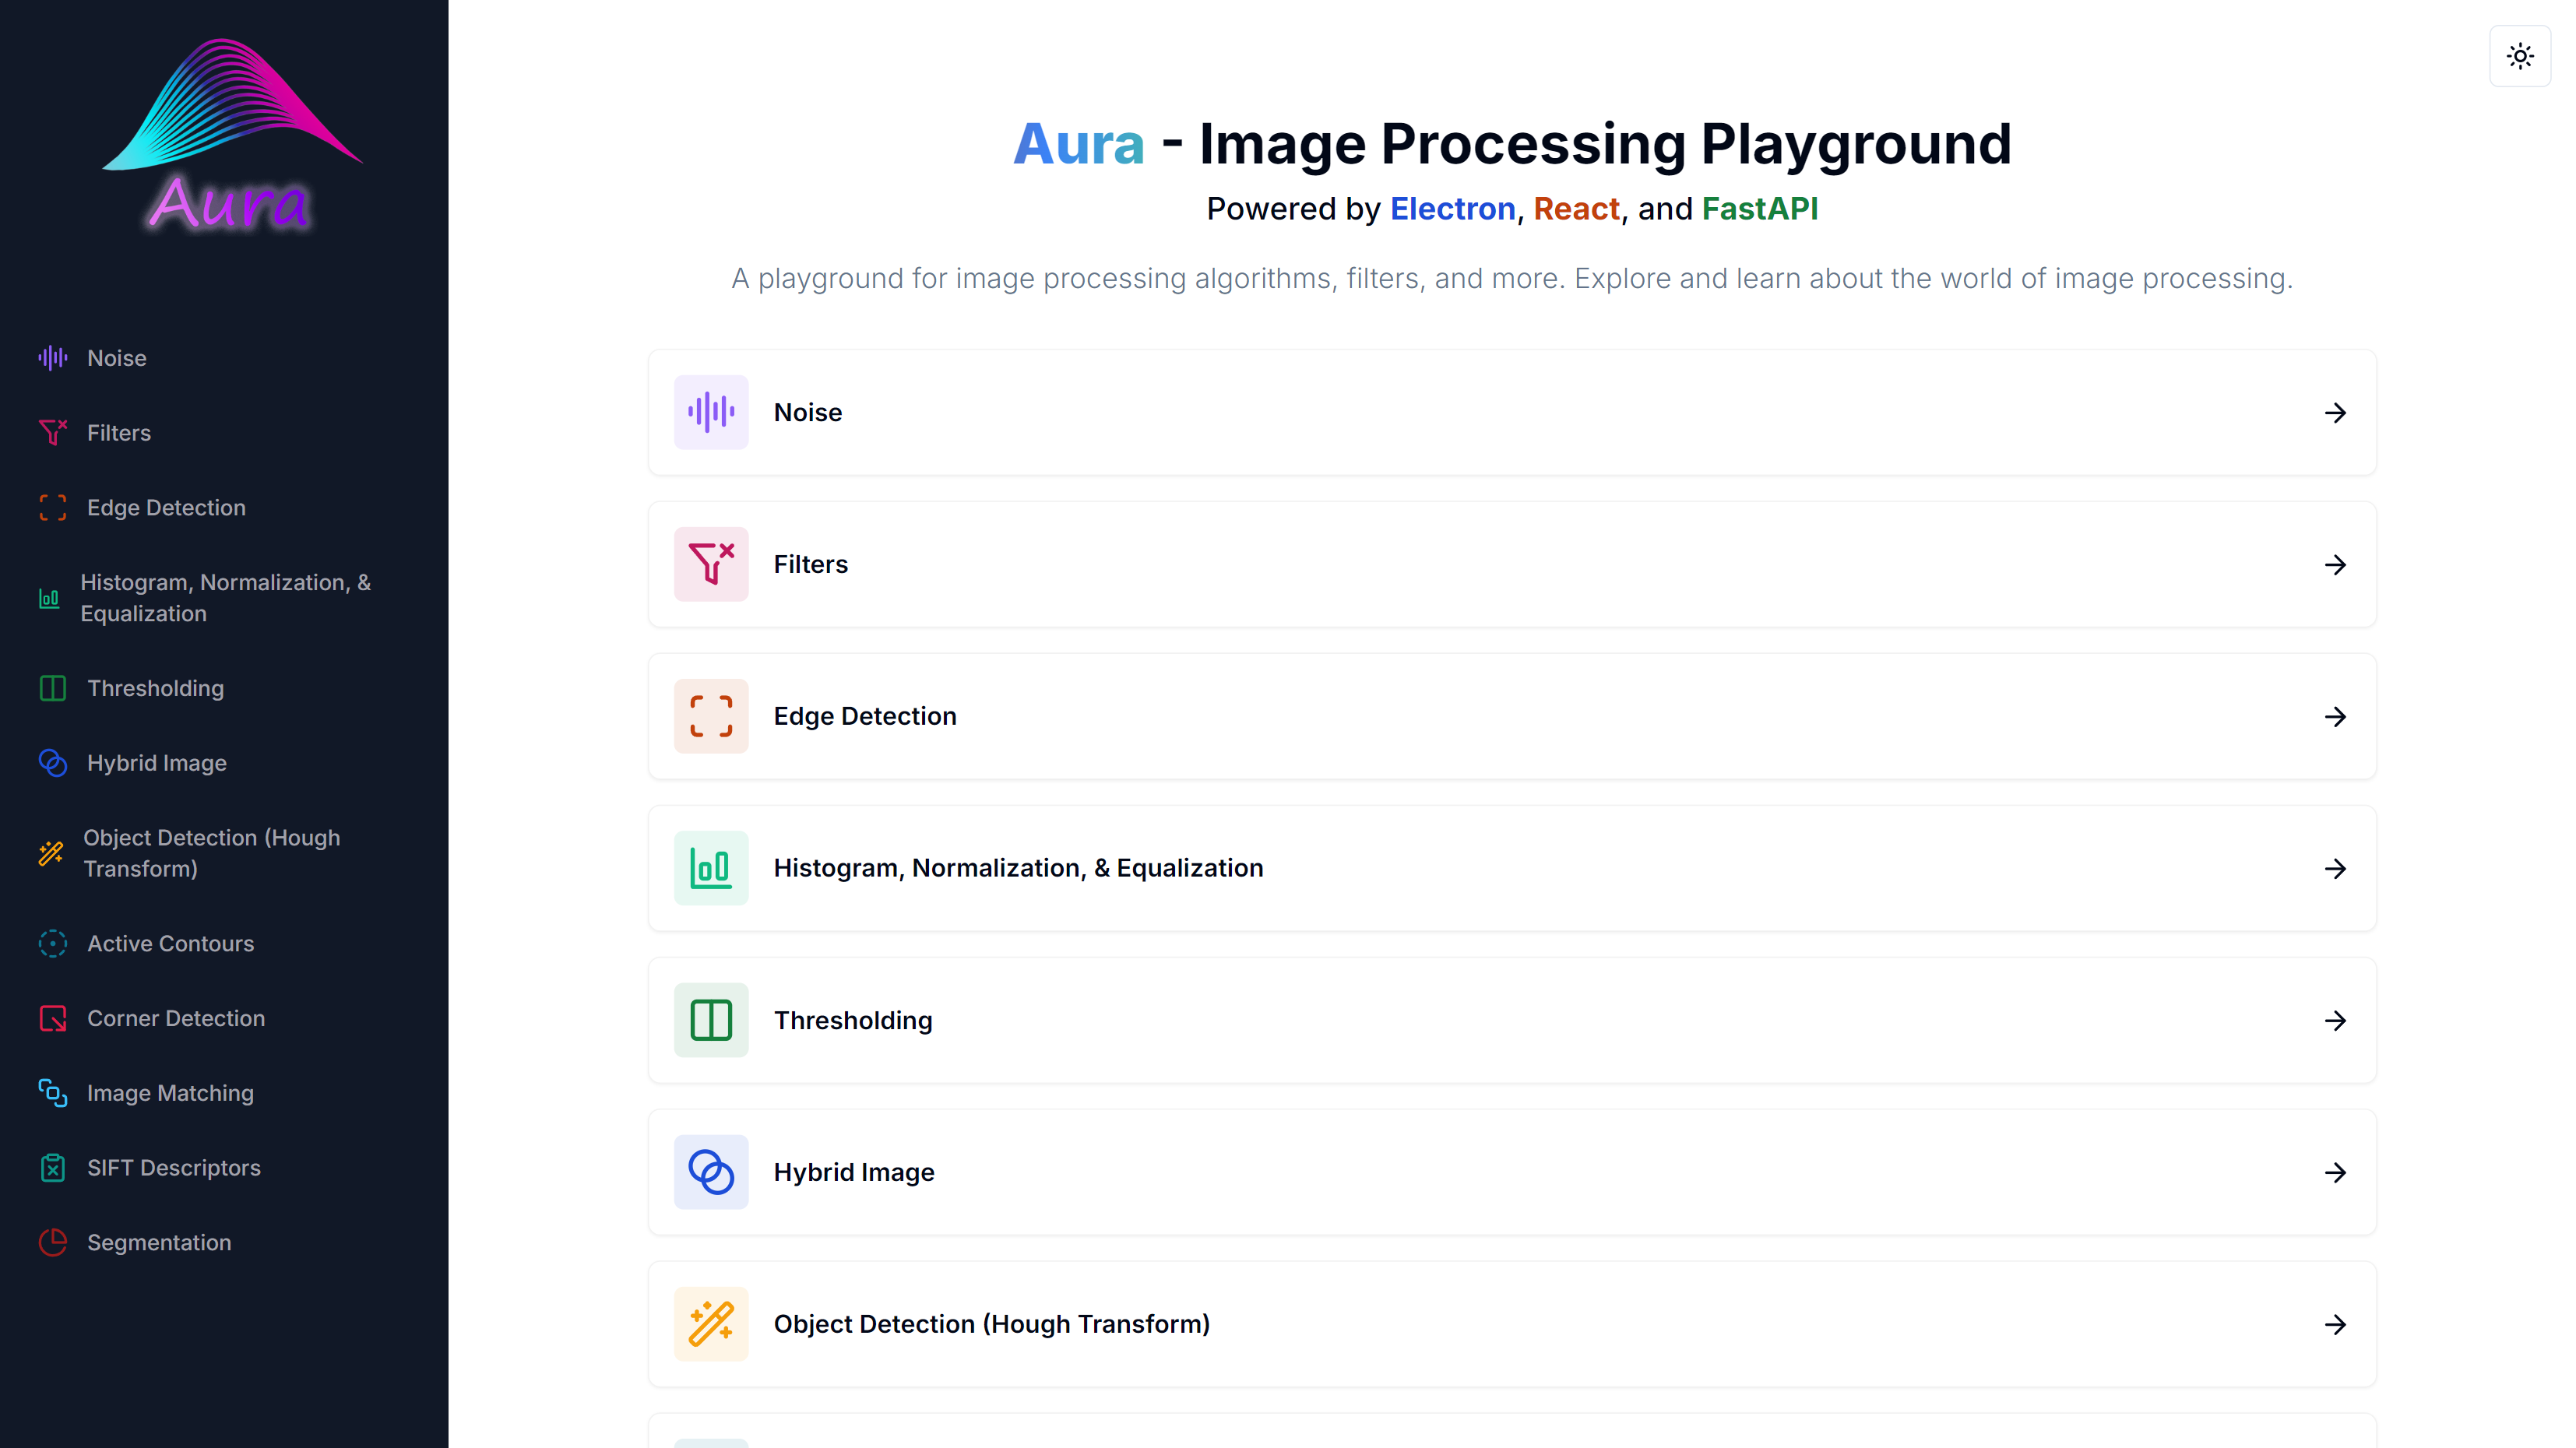 Aura
Noise
Filters
Edge Detection
Histogram, Normalization, &
Equalization
Thresholding
Hybrid Image
Object Detection (Hough
Transform)
Active Contours
Corner Detection
Image Matching
SIFT Descriptors
Segmentation
Aura - Image Processing Playground
Powered by Electron, React, and FastAPI
A playground for image processing algorithms, filters, and more. Explore and learn about the world of image processing.
Noise
Filters
Edge Detection
Histogram, Normalization, & Equalization
Thresholding
Hybrid Image
Object Detection (Hough Transform)